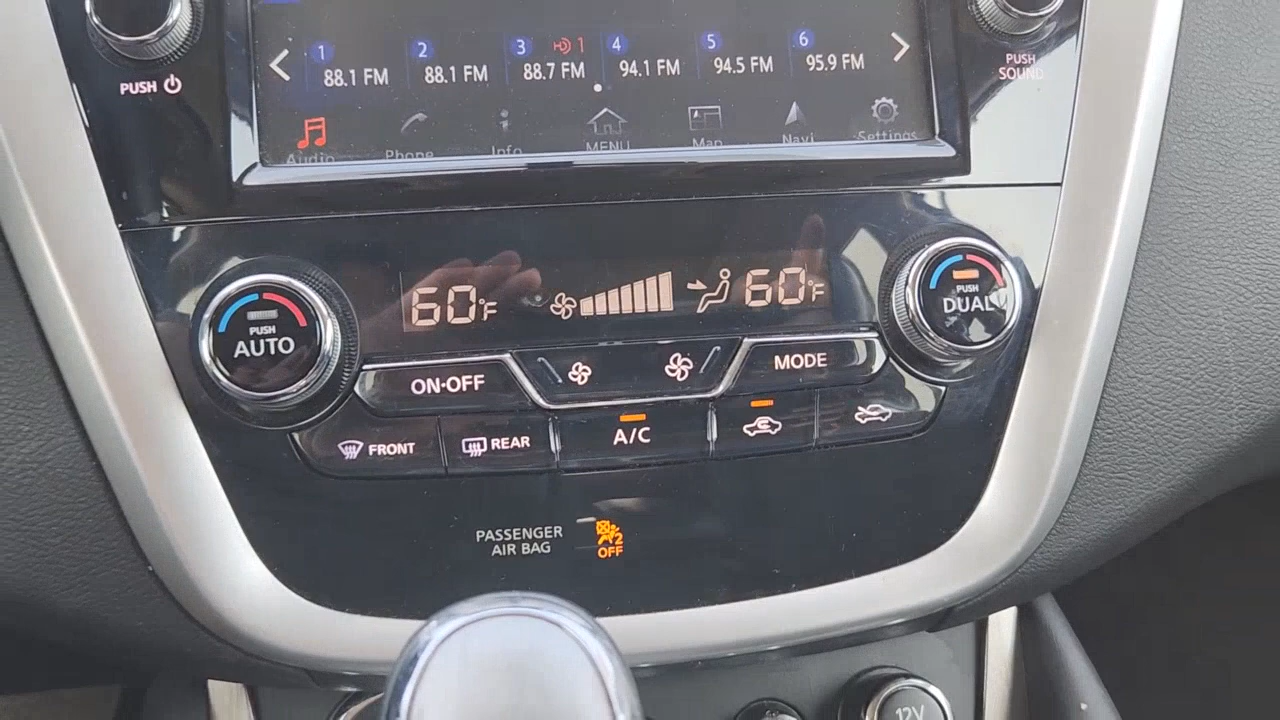 1 2 3 1 4 5 6
88.1 FM 88.1 FM 88.7 FM 94.1 FM 94.5 FM 95.9 FM
PUSH
PUSH
SOUND
Audio Phone Info MENU Map Navi Settings
60°F
60°F
PUSH
AUTO
PUSH
DUAL
ON·OFF
MODE
FRONT
REAR
A/C
PASSENGER
AIR BAG
2
OFF
12V